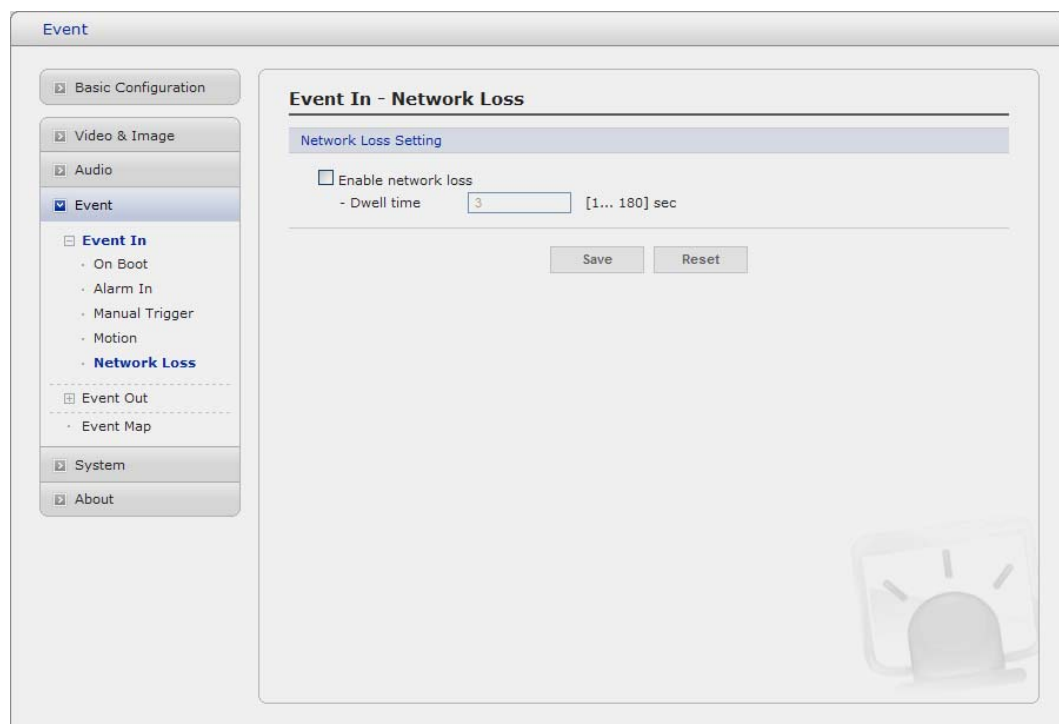 Event
Basic Configuration
Video & Image
Audio
Event
Event In
On Boot
Alarm In
Manual Trigger
Motion
Network Loss
Event Out
Event Map
System
About
Event In - Network Loss
Network Loss Setting
Enable network loss
- Dwell time 3 [1... 180] sec
Save Reset